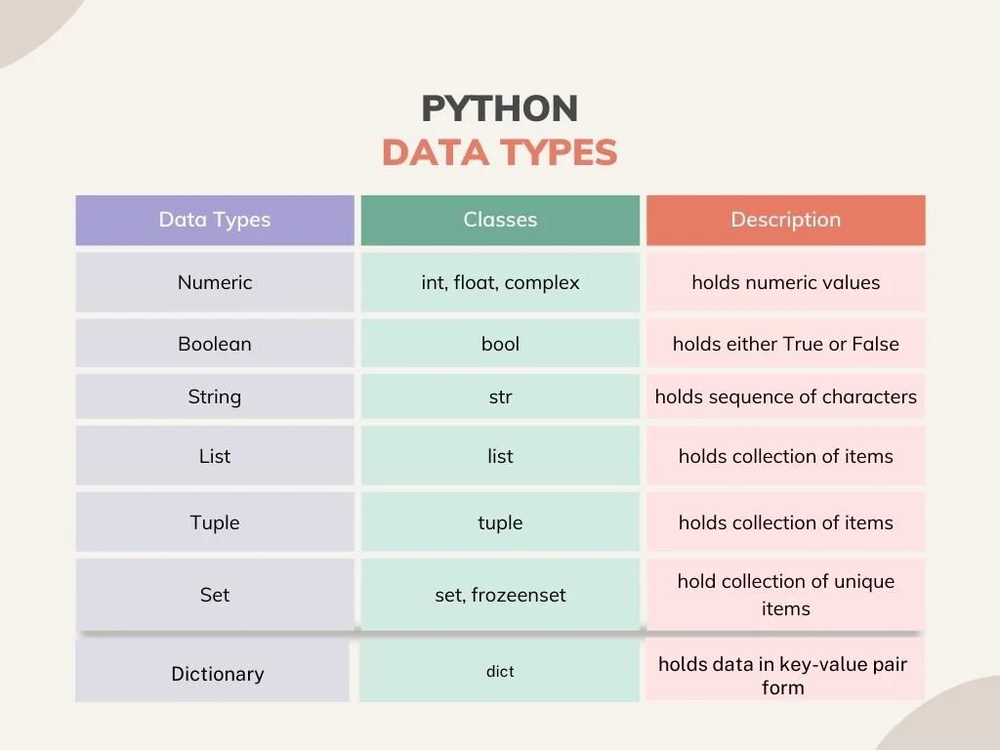 PYTHON
DATA TYPES
Data Types Classes Description
Numeric int, float, complex holds numeric values
Boolean bool holds either True or False
String str holds sequence of characters
List list holds collection of items
Tuple tuple holds collection of items
Set set, frozeenset hold collection of unique
items
Dictionary dict holds data in key-value pair
form